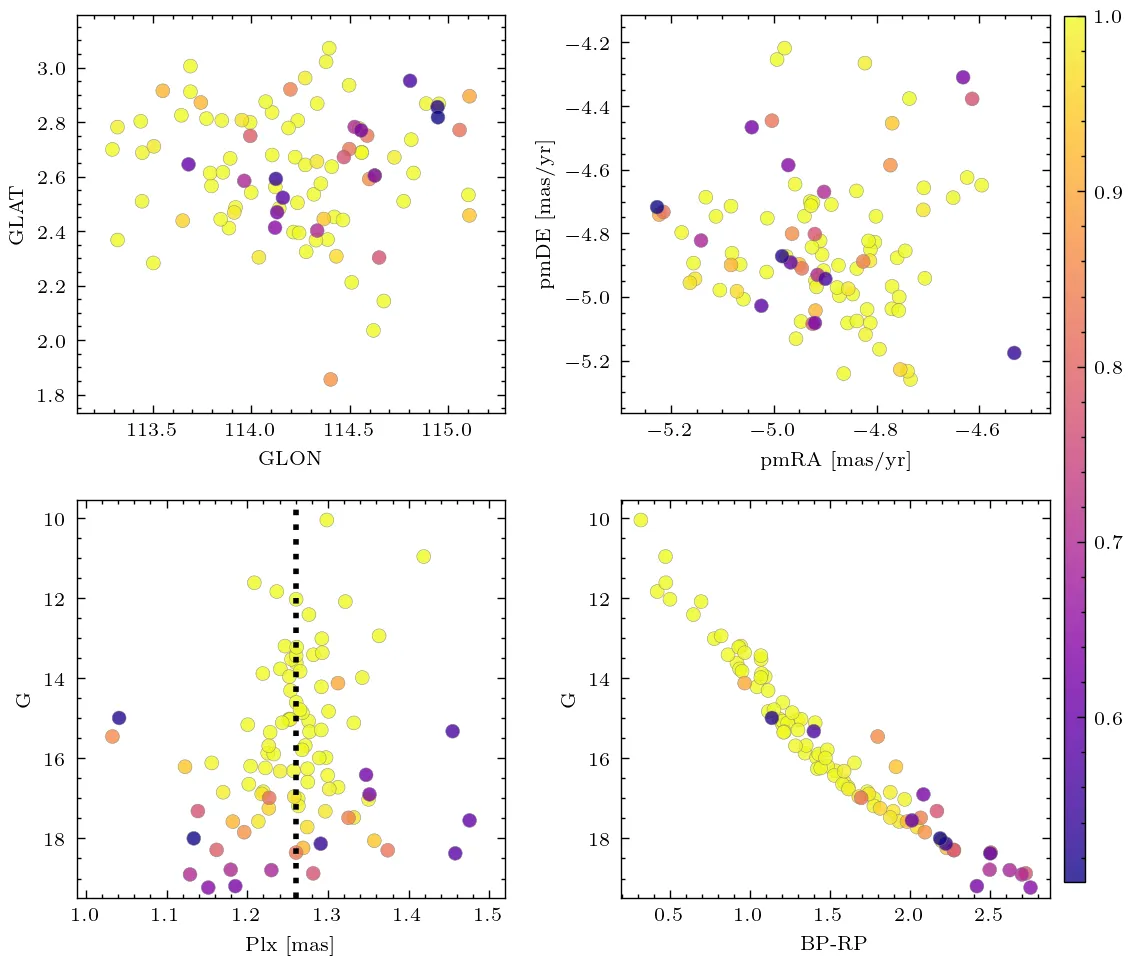 3.0
2.8
2.6
2.4
2.2
2.0
1.8
GLAT
113.5 114.0 114.5 115.0
GLON
−4.2
−4.4
−4.6
−4.8
−5.0
−5.2
pmDE [mas/yr]
−5.2 −5.0 −4.8 −4.6
pmRA [mas/yr]
1.0
0.9
0.8
0.7
0.6
10
12
14
16
18
G
1.0 1.1 1.2 1.3 1.4 1.5
Plx [mas]
10
12
14
16
18
G
0.5 1.0 1.5 2.0 2.5
BP-RP